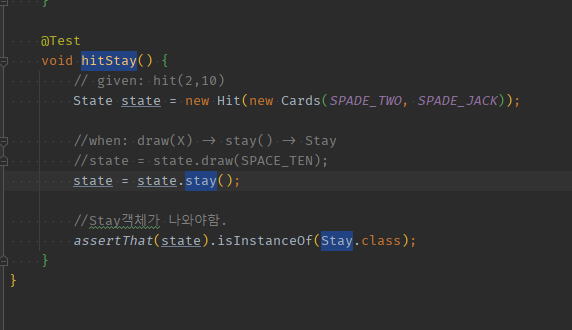 }
@Test
void hitStay() {
// given: hit(2,10)
State state = new Hit(new Cards(SPADE_TWO, SPADE_JACK));
//when: draw(X) -> stay() -> Stay
//state = state.draw(SPACE_TEN);
state = state.stay();
//Stay객체가 나와야함.
assertThat(state).isInstanceOf(Stay.class);
}
}